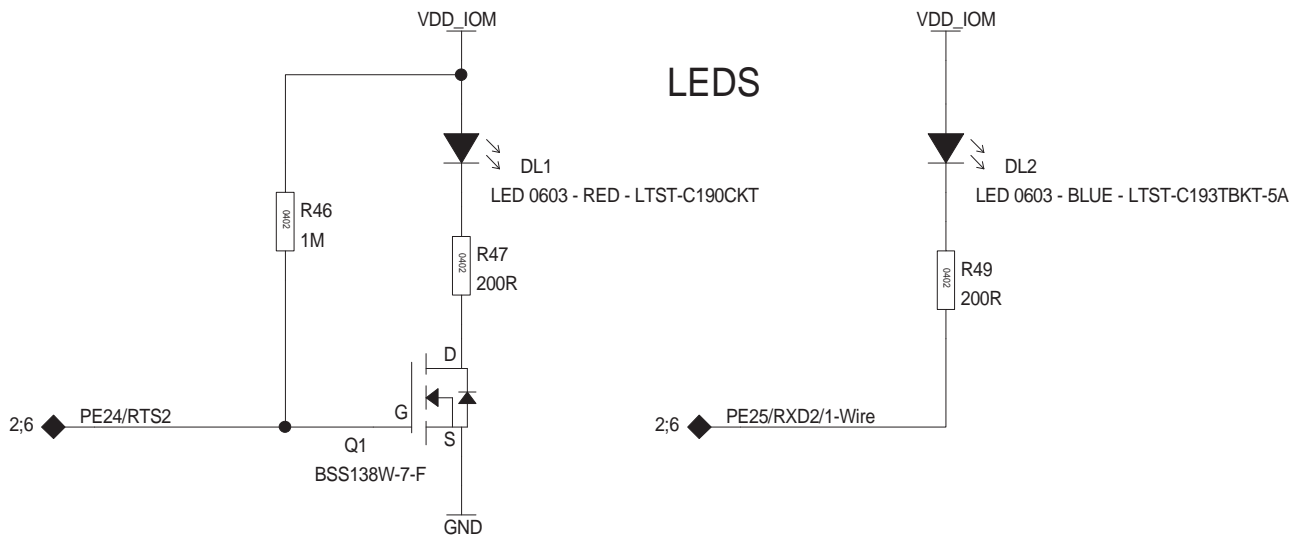 VDD_IOM
VDD_IOM
LEDS
DL1
LED 0603 - RED - LTST-C190CKT
DL2
LED 0603 - BLUE - LTST-C193TBKT-5A
0402
R46
1M
0402
R47
200R
0402
R49
200R
D
G
S
2;6
PE24/RTS2
2;6
PE25/RXD2/1-Wire
Q1
BSS138W-7-F
GND